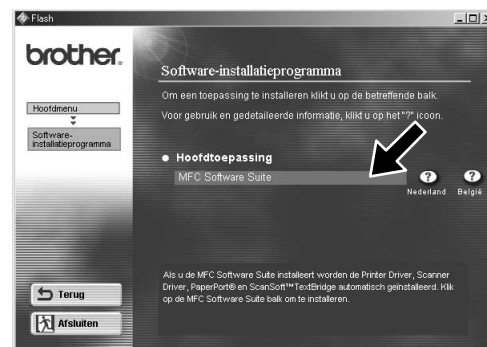 Flash
brother.
Software-installatieprogramma
Om een toepassing te installeren klikt u op de betreffende balk.
Voor gebruik en gedetaileerde informatie, klikt u op het "?" icoon.
Hoofdmenu
Software-
installatieprogramma
Hoofdtoepassing
MFC Software Suite
? ?
Nederland België
Als u de MFC Software Suite installeert worden de Printer Driver, Scanner
Driver, PaperPort® en ScanSoft™TextBridge automatisch geïnstalleerd. Klik
op de MFC Software Suite balk om te installeren.
Terug
Afsluiten